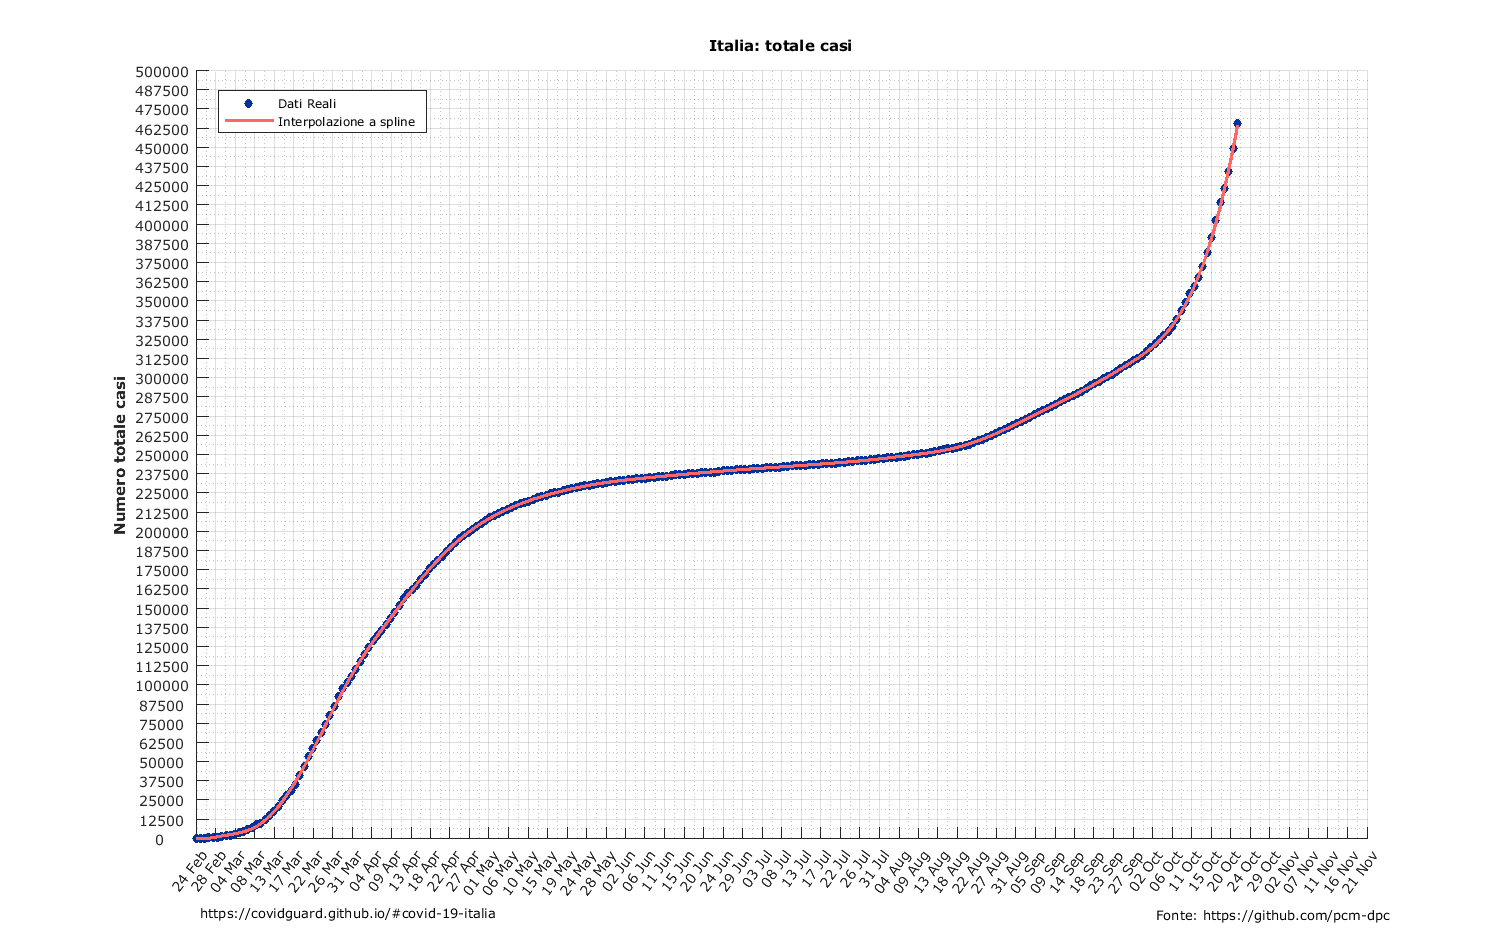 Italia: totale casi
Dati Reali
Interpolazione a spline
Numero totale casi
500000
487500
475000
462500
450000
437500
425000
412500
400000
387500
375000
362500
350000
337500
325000
312500
300000
287500
275000
262500
250000
237500
225000
212500
200000
187500
175000
162500
150000
137500
125000
112500
100000
87500
75000
62500
50000
37500
25000
12500
0
24 Feb
28 Feb
04 Mar
08 Mar
13 Mar
17 Mar
22 Mar
26 Mar
31 Mar
04 Apr
09 Apr
13 Apr
18 Apr
22 Apr
27 Apr
01 May
06 May
10 May
15 May
19 May
24 May
28 May
02 Jun
06 Jun
11 Jun
15 Jun
20 Jun
24 Jun
29 Jun
03 Jul
08 Jul
13 Jul
17 Jul
22 Jul
26 Jul
31 Jul
04 Aug
09 Aug
13 Aug
18 Aug
22 Aug
27 Aug
31 Aug
05 Sep
09 Sep
14 Sep
18 Sep
23 Sep
27 Sep
02 Oct
06 Oct
11 Oct
15 Oct
20 Oct
24 Oct
29 Oct
02 Nov
07 Nov
11 Nov
16 Nov
21 Nov
https://covidguard.github.io/#covid-19-italia
Fonte: https://github.com/pcm-dpc